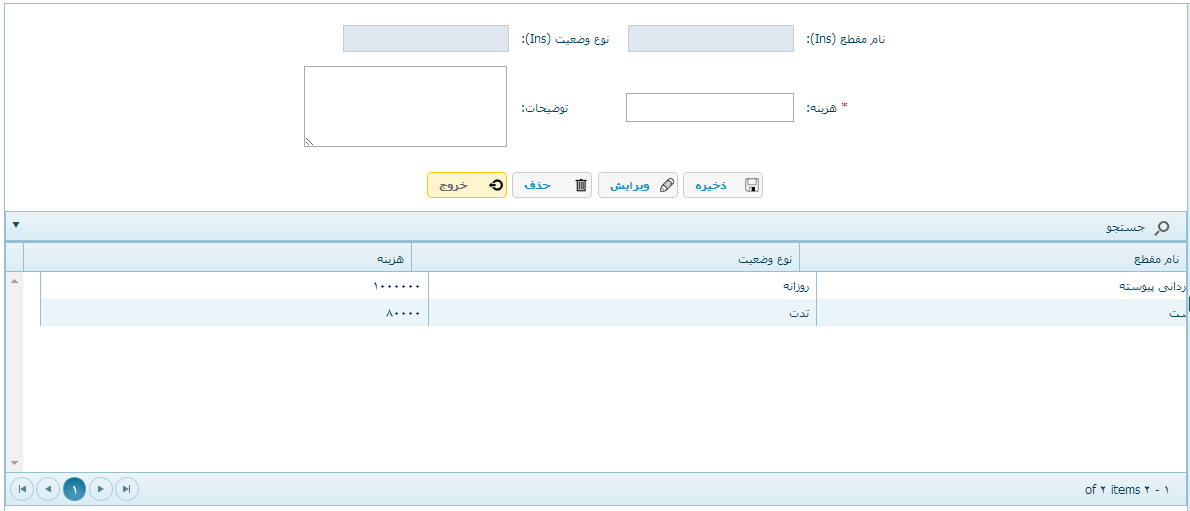 نام مقطع (Ins): نوع وضعیت (Ins):
* هزینه: توضیحات:
ذخیره ویرایش حذف خروج
جستجو
نام مقطع نوع وضعیت هزینه
ردانی پیوسته روزانه ۱۰۰۰۰۰۰
ست تدت ۸۰۰۰۰
۱ - ۲ of ۲ items ۱